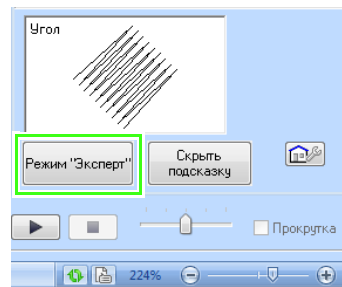 Угол
Режим "Эксперт"
Скрыть
подсказку
Прокрутка
224%